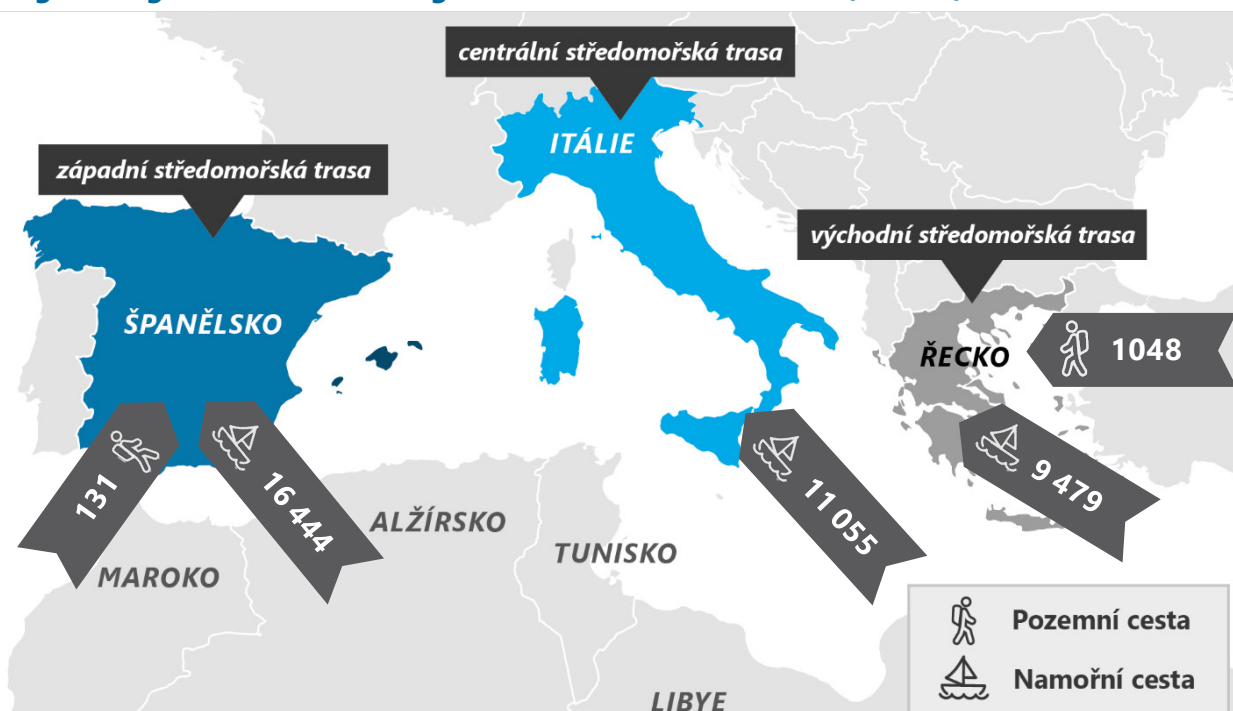 centrální středomořská trasa
ITÁLIE
západní středomořská trasa
východní středomořská trasa
ŠPANĚLSKO
ŘECKO
1048
131
16 444
11 055
9 479
ALŽÍRSKO
TUNISKO
MAROKO
Pozemní cesta
Namořní cesta
LIBYE